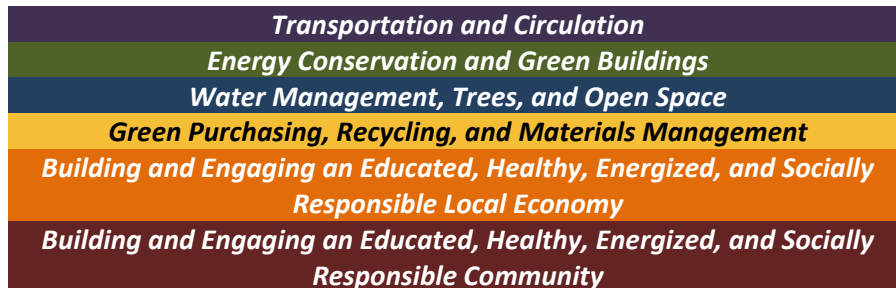 Transportation and Circulation
Energy Conservation and Green Buildings
Water Management, Trees, and Open Space
Green Purchasing, Recycling, and Materials Management
Building and Engaging an Educated, Healthy, Energized, and Socially
Responsible Local Economy
Building and Engaging an Educated, Healthy, Energized, and Socially
Responsible Community